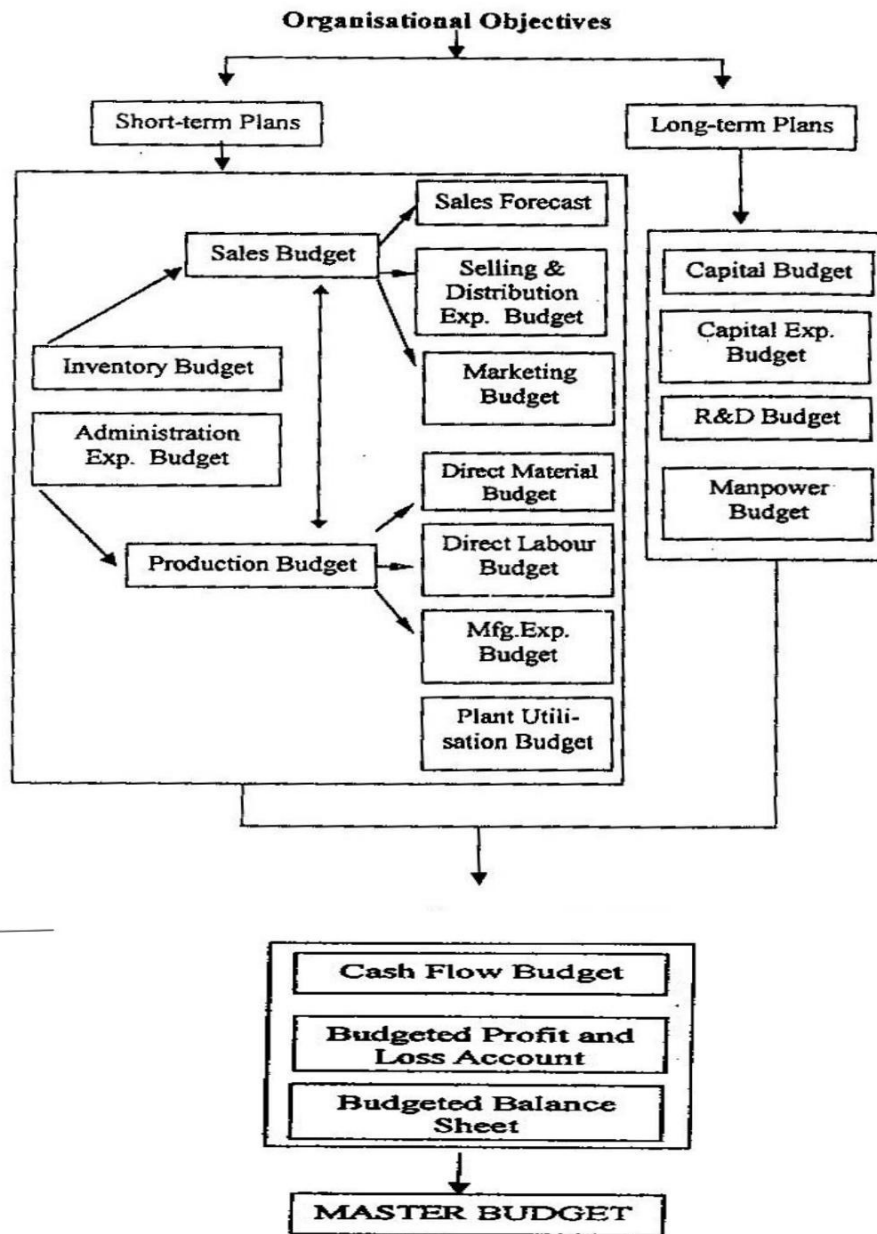 Organisational Objectives
Short-term Plans
Long-term Plans
Sales Forecast
Sales Budget
Selling &
Distribution
Exp. Budget
Inventory Budget
Marketing
Budget
Administration
Exp. Budget
Direct Material
Budget
Production Budget
Direct Labour
Budget
Mfg.Exp.
Budget
Plant Utili-
sation Budget
Capital Budget
Capital Exp.
Budget
R&D Budget
Manpower
Budget
Cash Flow Budget
Budgeted Profit and
Loss Account
Budgeted Balance
Sheet
MASTER BUDGET